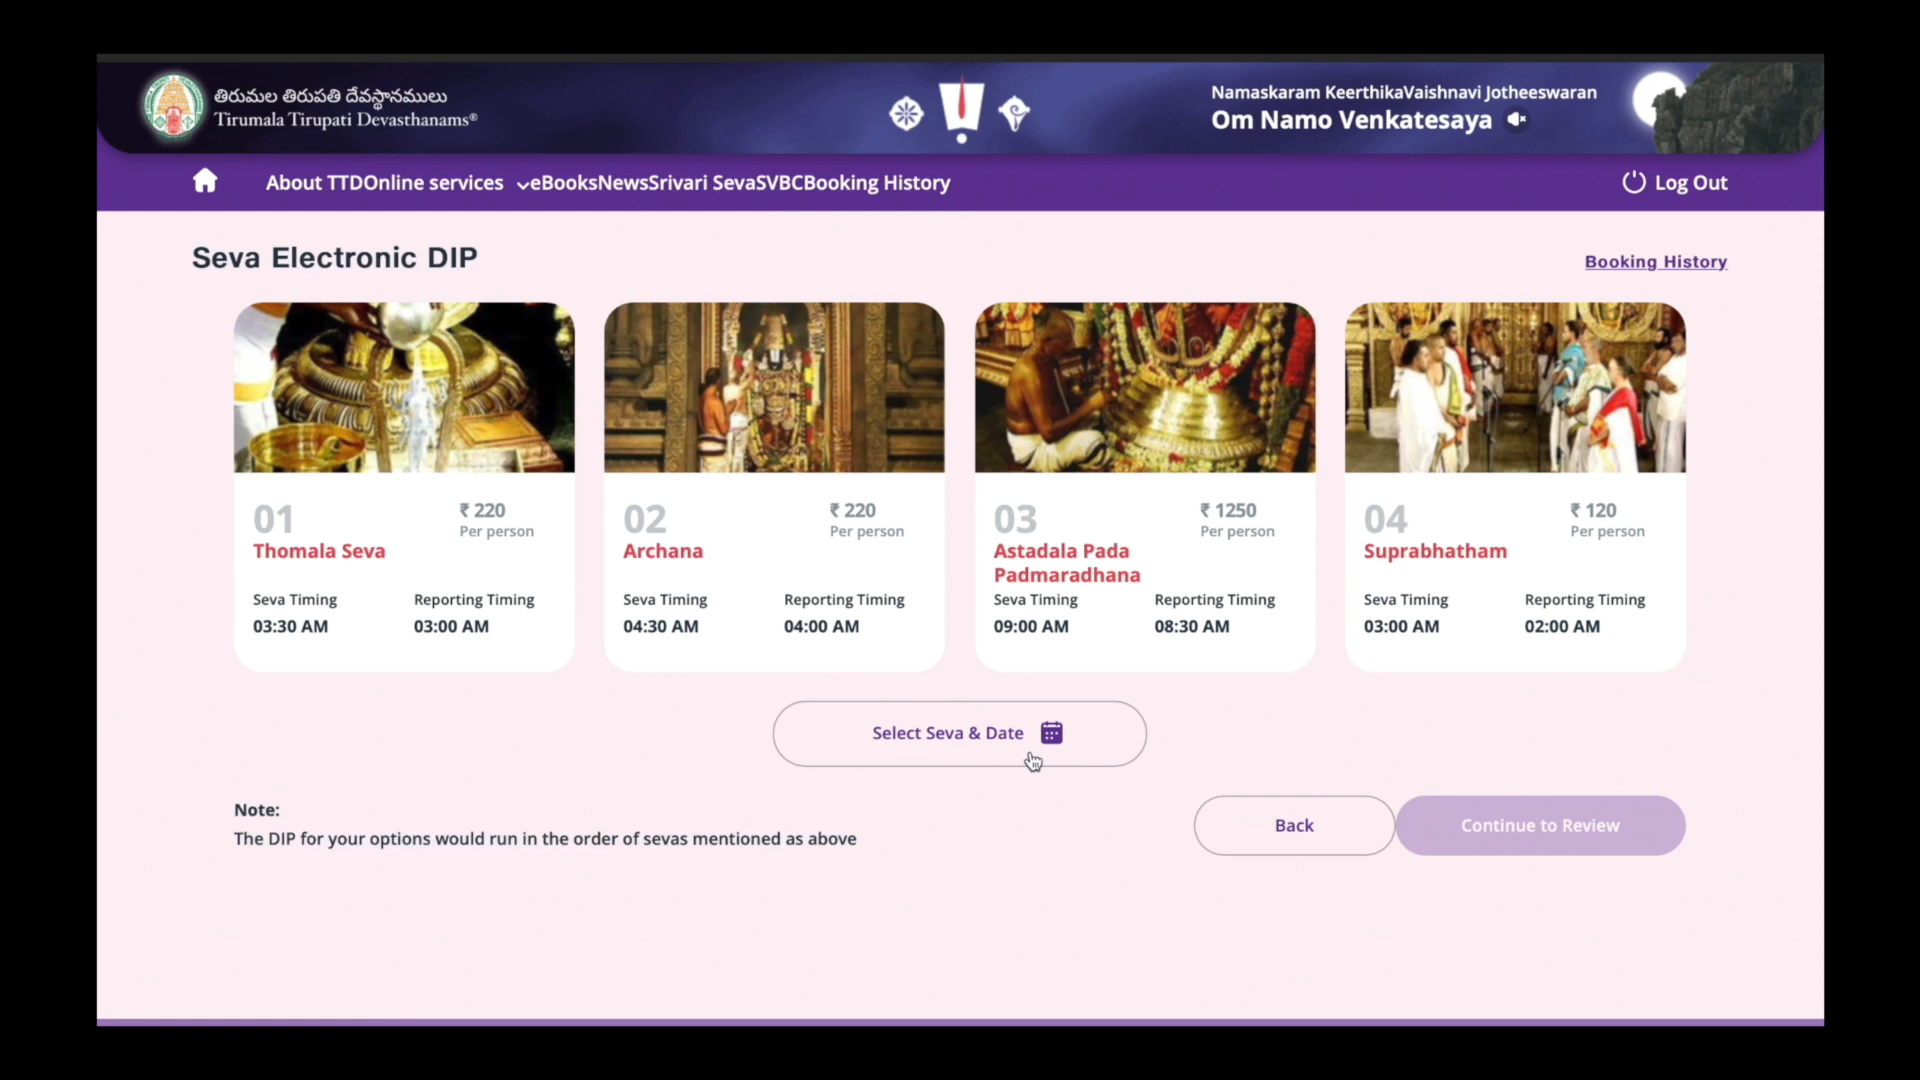 తిరుమల తిరుపతి దేవస్థానములు
Tirumala Tirupati Devasthanams®
Namaskaram KeerthikaVaishnavi Jotheeswaran
Om Namo Venkatesaya
About TTDOnline services eBooksNewsSrivari SevaSVBCBooking History
Log Out
Seva Electronic DIP
Booking History
01
₹ 220
Per person
Thomala Seva
Seva Timing
Reporting Timing
03:30 AM
03:00 AM
02
₹ 220
Per person
Archana
Seva Timing
Reporting Timing
04:30 AM
04:00 AM
03
₹ 1250
Per person
Astadala Pada
Padmaradhana
Seva Timing
Reporting Timing
09:00 AM
08:30 AM
04
₹ 120
Per person
Suprabhatham
Seva Timing
Reporting Timing
03:00 AM
02:00 AM
Select Seva & Date
Note:
The DIP for your options would run in the order of sevas mentioned as above
Back
Continue to Review